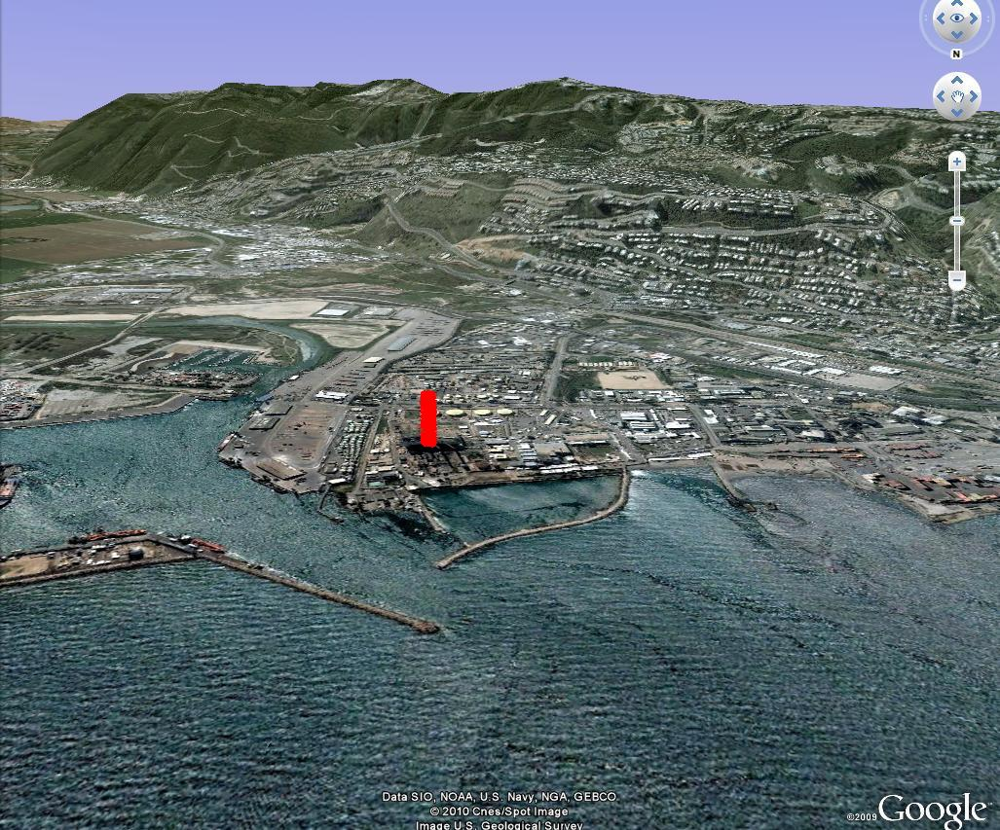 N
Data SIO, NOAA, U.S. Navy, NGA, GEBCO
© 2010 Cnes/Spot Image
Image U.S. Geological Survey
©2009 Google